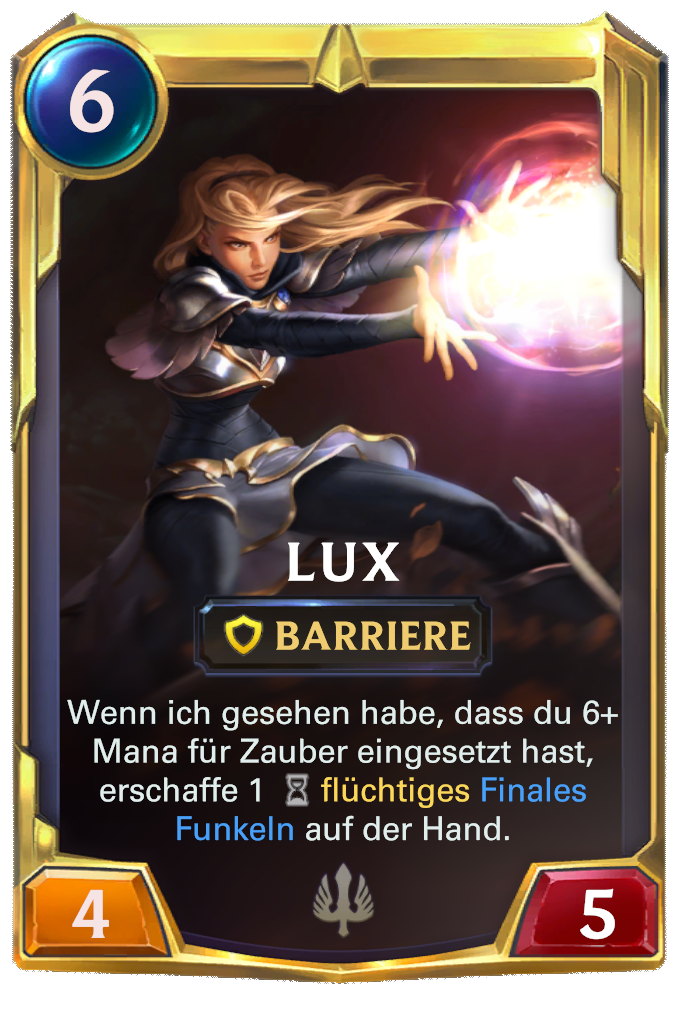 6
LUX
BARRIERE
Wenn ich gesehen habe, dass du 6+
Mana für Zauber eingesetzt hast,
erschaffe 1 flüchtiges Finales
Funkeln auf der Hand.
4
5